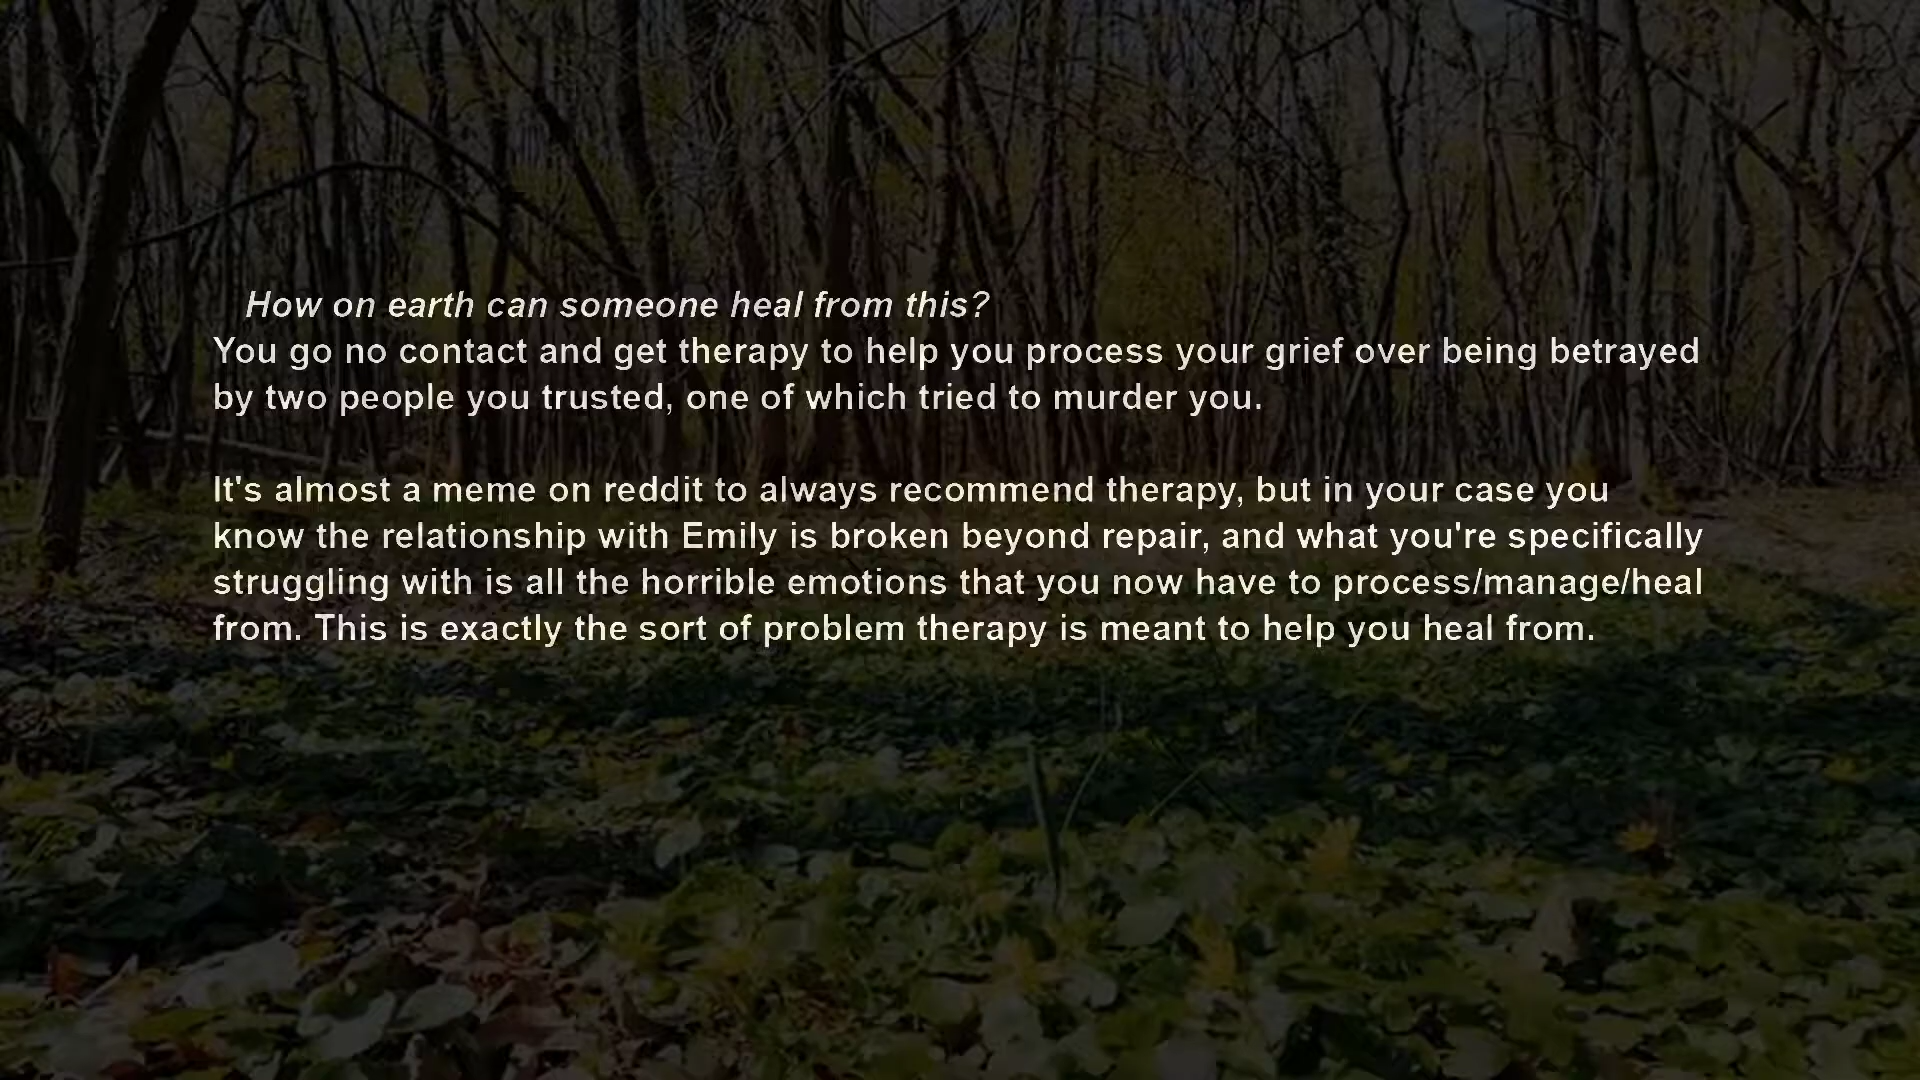 How on earth can someone heal from this?
You go no contact and get therapy to help you process your grief over being betrayed
by two people you trusted, one of which tried to murder you.
It's almost a meme on reddit to always recommend therapy, but in your case you
know the relationship with Emily is broken beyond repair, and what you're specifically
struggling with is all the horrible emotions that you now have to process/manage/heal
from. This is exactly the sort of problem therapy is meant to help you heal from.